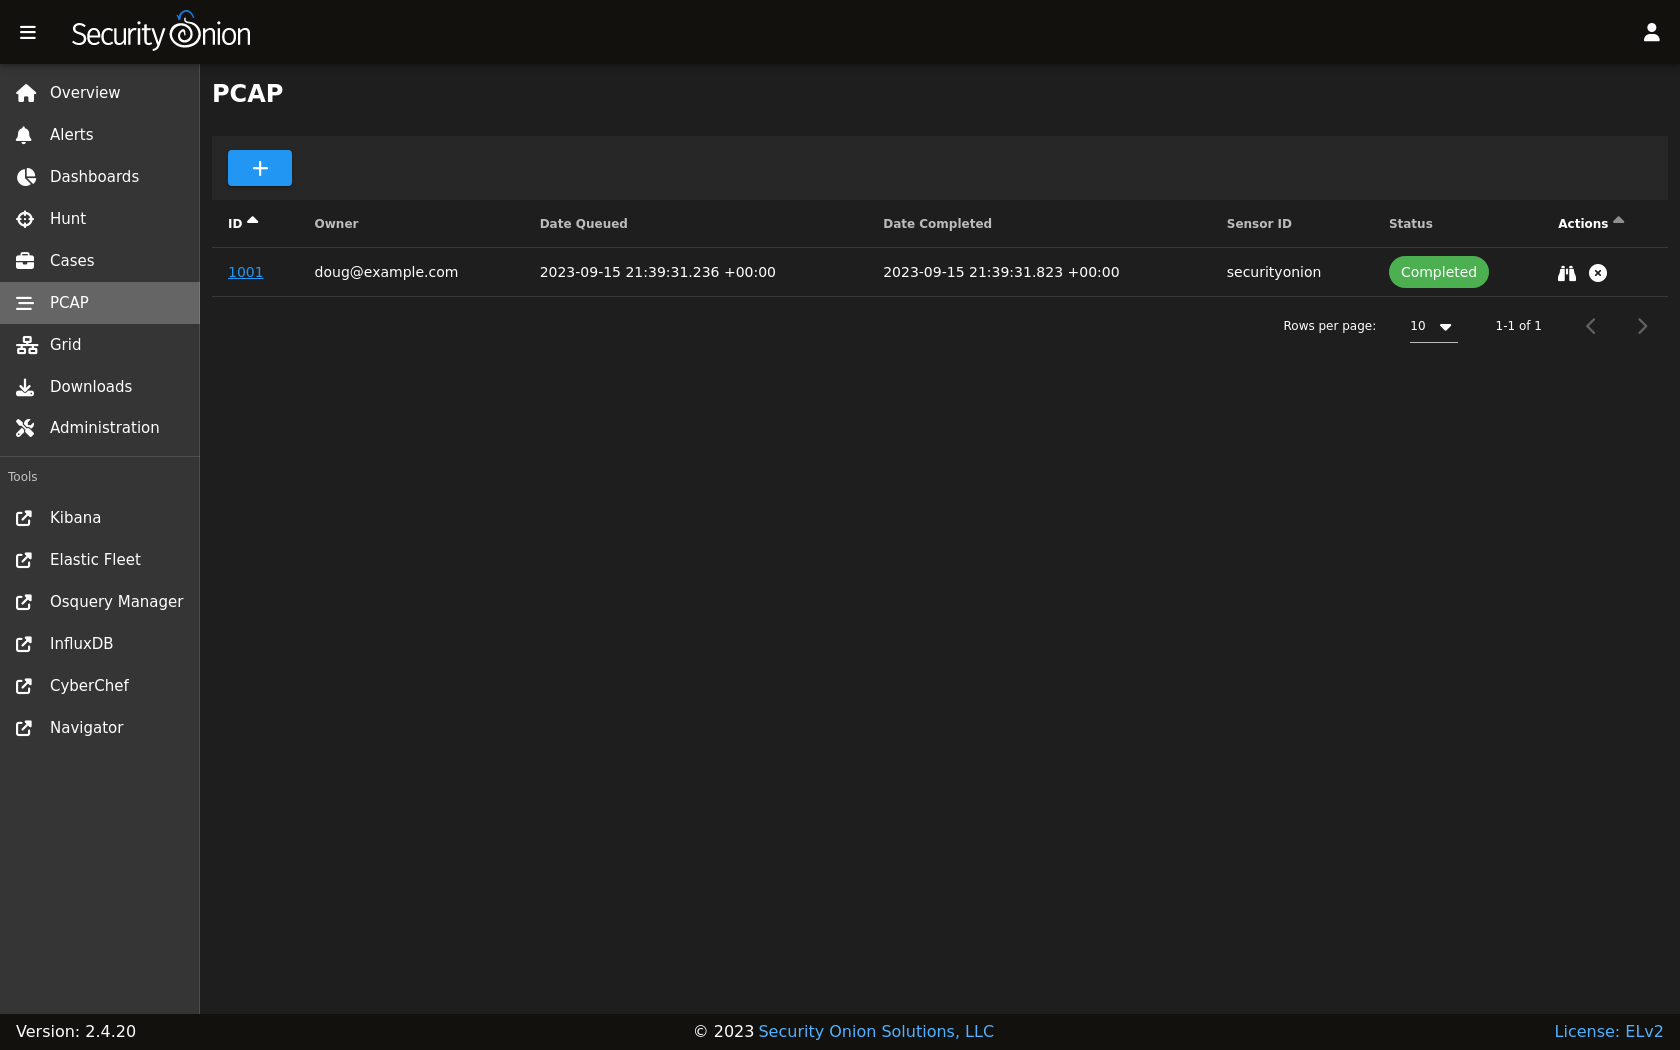 Security Onion
Overview
Alerts
Dashboards
Hunt
Cases
PCAP
Grid
Downloads
Administration
Tools
Kibana
Elastic Fleet
Osquery Manager
InfluxDB
CyberChef
Navigator
PCAP
+
ID Owner Date Queued Date Completed Sensor ID Status Actions
1001 doug@example.com 2023-09-15 21:39:31.236 +00:00 2023-09-15 21:39:31.823 +00:00 securityonion Completed
Rows per page: 10 1-1 of 1
Version: 2.4.20 © 2023 Security Onion Solutions, LLC License: ELv2